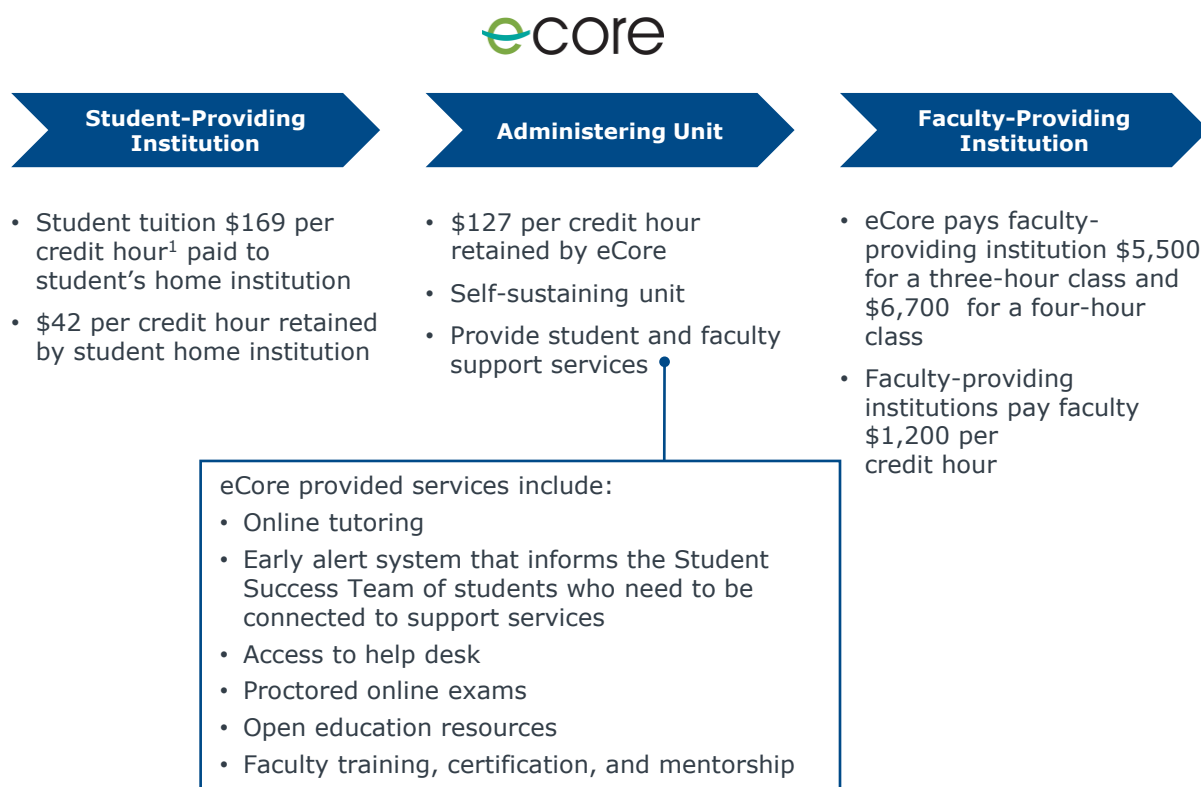 ecore
Student-Providing
Institution
Administering Unit
Faculty-Providing
Institution
• Student tuition $169 per
credit hour¹ paid to
student's home institution
• $42 per credit hour retained
by student home institution
• $127 per credit hour
retained by eCore
• Self-sustaining unit
• Provide student and faculty
support services
• eCore pays faculty-
providing institution $5,500
for a three-hour class and
$6,700 for a four-hour
class
• Faculty-providing
institutions pay faculty
$1,200 per
credit hour
eCore provided services include:
• Online tutoring
• Early alert system that informs the Student
Success Team of students who need to be
connected to support services
• Access to help desk
• Proctored online exams
• Open education resources
• Faculty training, certification, and mentorship